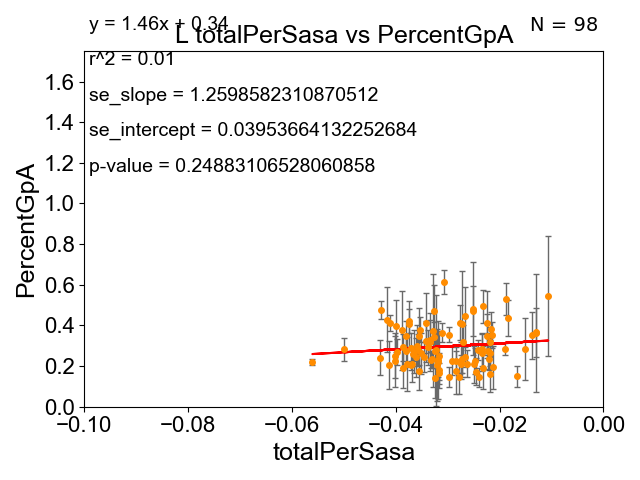 y = 1.46x + 0.34
N = 98
L totalPerSasa vs PercentGpA
r^2 = 0.01
se_slope = 1.2598582310870512
se_intercept = 0.03953664132252684
p-value = 0.24883106528060858
PercentGpA
1.6
1.4
1.2
1.0
0.8
0.6
0.4
0.2
0.0
−0.10
−0.08
−0.06
−0.04
−0.02
0.00
totalPerSasa